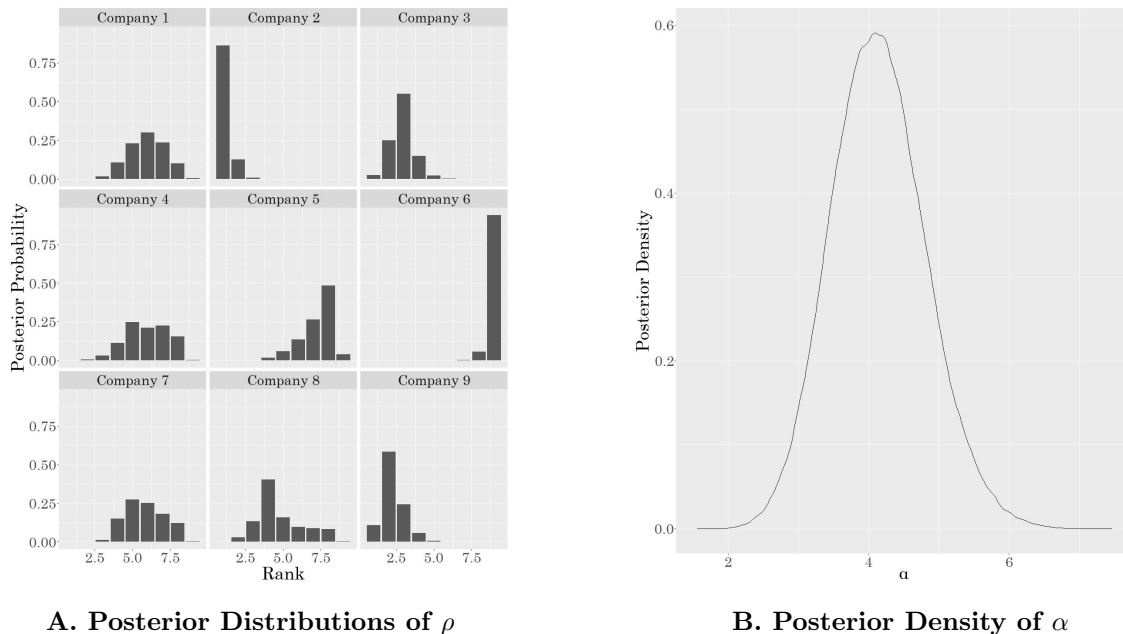 Company 1 Company 2 Company 3
0.75
0.50
0.25
0.00
Company 4 Company 5 Company 6
0.75
0.50
0.25
0.00
Company 7 Company 8 Company 9
0.75
0.50
0.25
0.00
2.5 5.0 7.5 2.5 5.0 7.5 2.5 5.0 7.5
Rank
Posterior Probability
A. Posterior Distributions of ρ
0.6
0.4
0.2
0.0
2 4 6
α
Posterior Density
B. Posterior Density of α